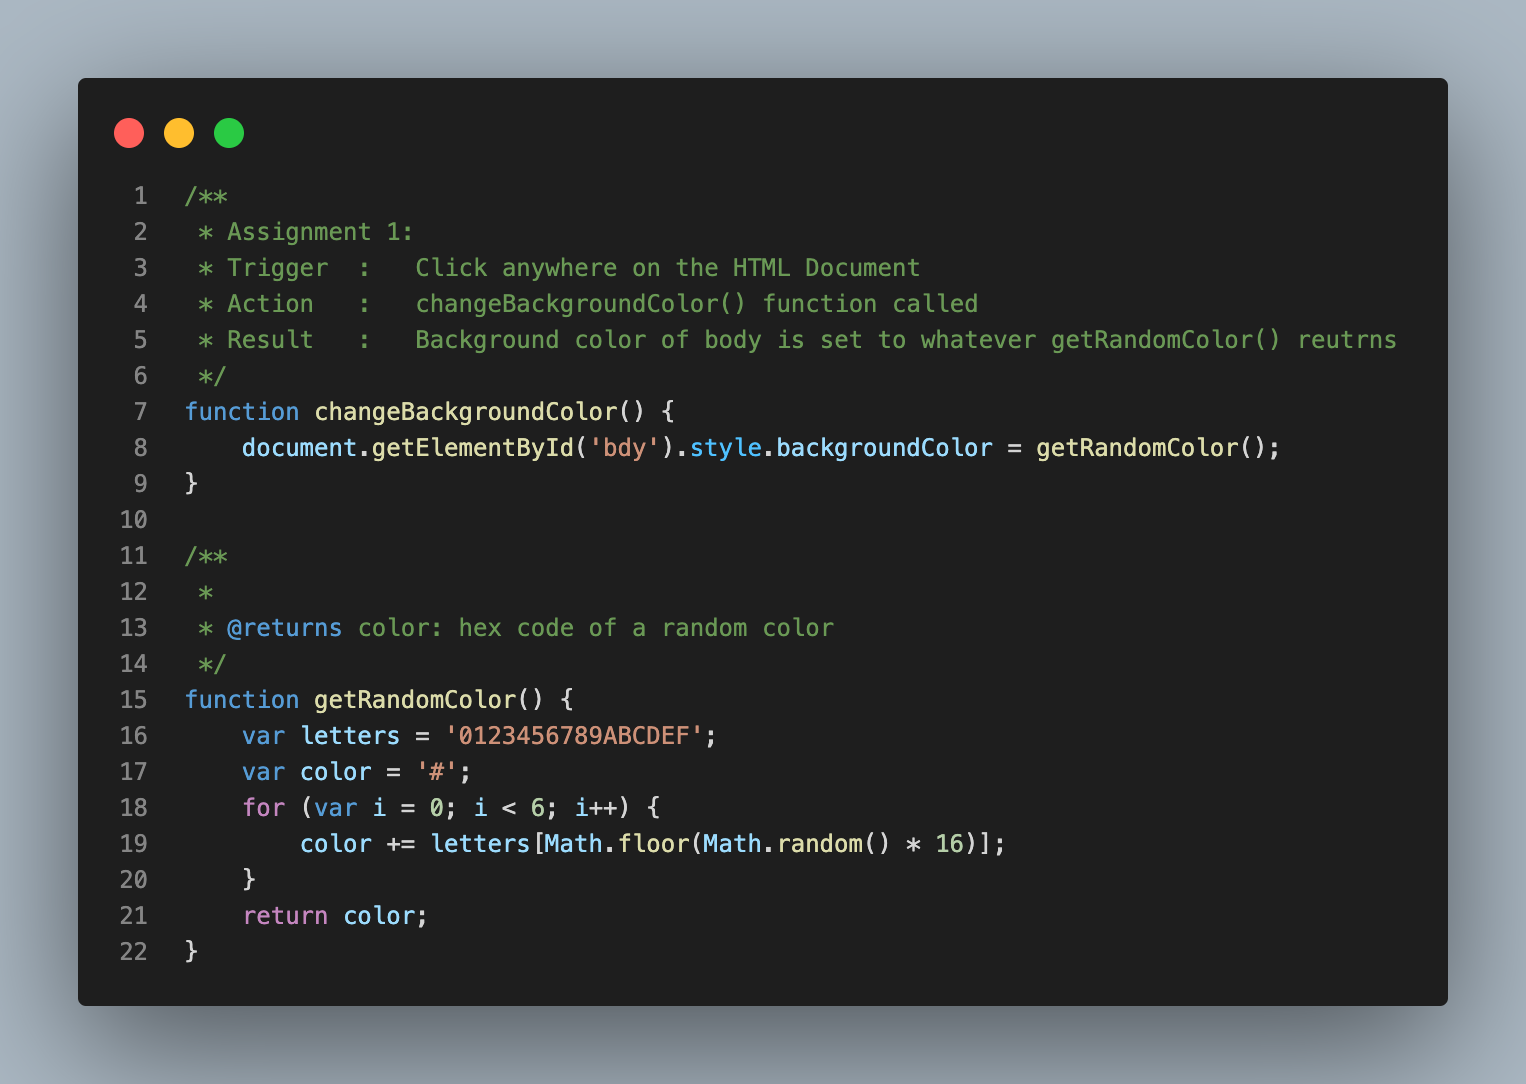 1 /**
2  * Assignment 1:
3  * Trigger  :   Click anywhere on the HTML Document
4  * Action   :   changeBackgroundColor() function called
5  * Result   :   Background color of body is set to whatever getRandomColor() reutrns
6  */
7 function changeBackgroundColor() {
8     document.getElementById('bdy').style.backgroundColor = getRandomColor();
9 }
10
11 /**
12  *
13  * @returns color: hex code of a random color
14  */
15 function getRandomColor() {
16     var letters = '0123456789ABCDEF';
17     var color = '#';
18     for (var i = 0; i < 6; i++) {
19         color += letters[Math.floor(Math.random() * 16)];
20     }
21     return color;
22 }